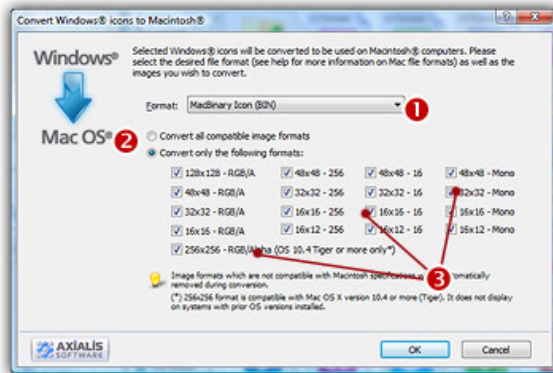 Convert Windows® icons to Macintosh®
Windows®
Mac OS®
Selected Windows® icons will be converted to be used on Macintosh® computers. Please
select the desired file format (see help for more information on Mac file formats) as well as the
images you wish to convert.
Format: MacBinary Icon (BIN)
1
2
Convert all compatible image formats
Convert only the following formats:
128x128 - RGB/A 48x48 - 256 48x48 - 16 48x48 - Mono
48x48 - RGB/A 32x32 - 256 32x32 - 16 32x32 - Mono
32x32 - RGB/A 16x16 - 256 16x16 - 16 16x16 - Mono
16x16 - RGB/A 16x12 - 256 16x12 - 16 16x12 - Mono
256x256 - RGB/Alpha (OS 10.4 Tiger or more only*)
3
Image formats which are not compatible with Macintosh specifications automatically
removed during conversion.
(*) 256x256 format is compatible with Mac OS X version 10.4 or more (Tiger). It does not display
on systems with prior OS versions installed.
AXIALIS
SOFTWARE
OK
Cancel